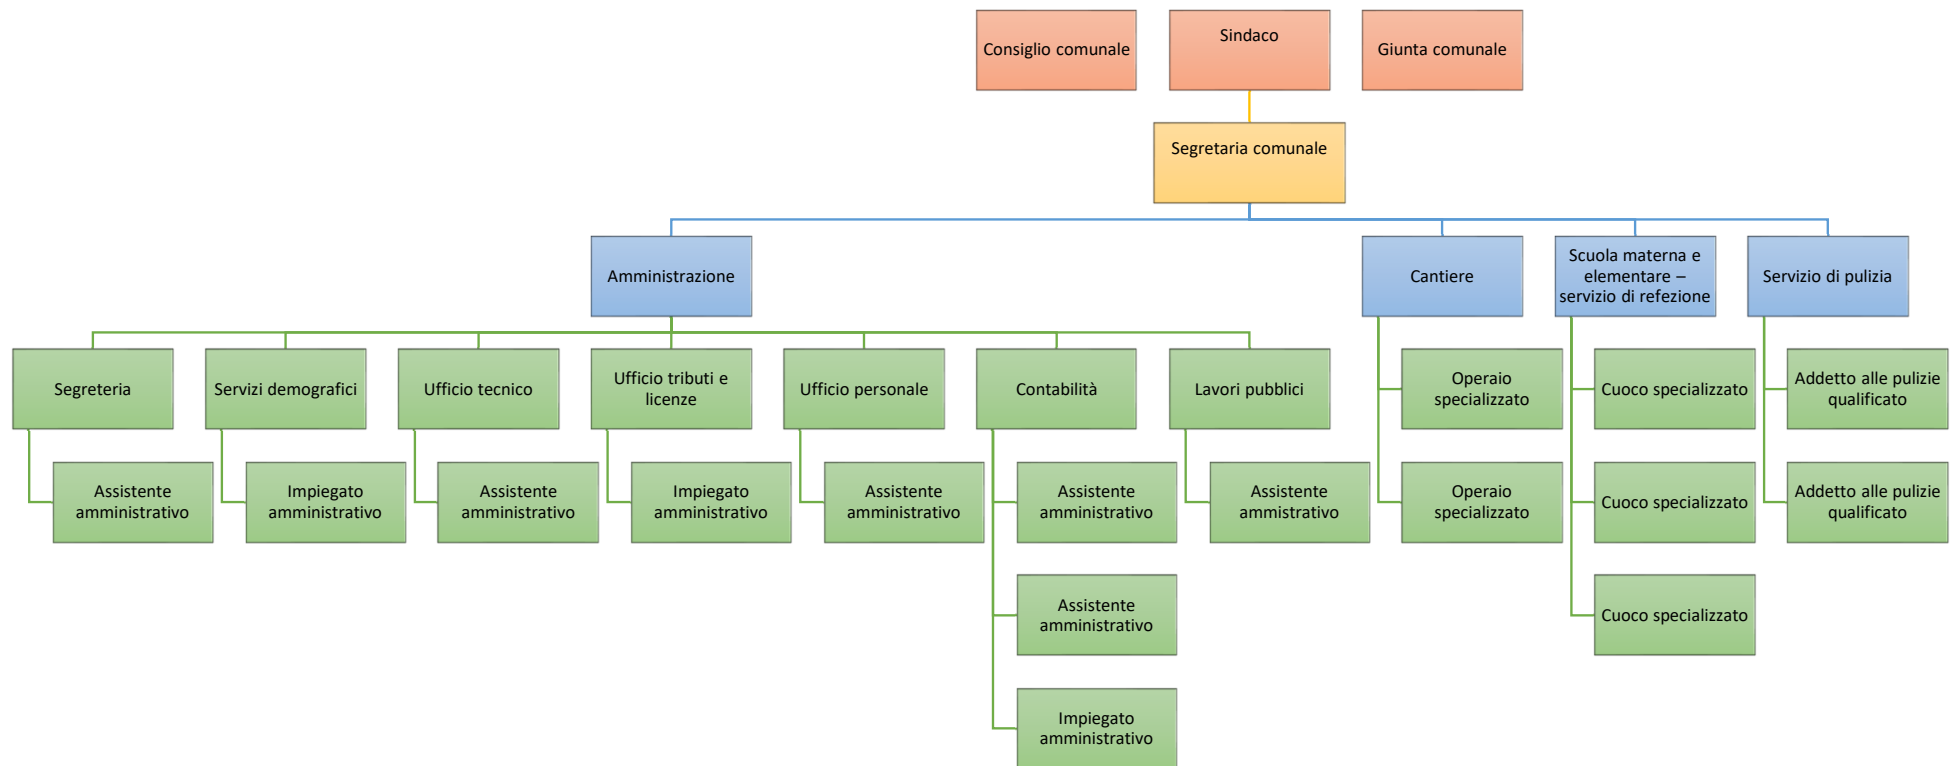 Consiglio comunale
Sindaco
Giunta comunale
Segretaria comunale
Amministrazione
Cantiere
Scuola materna e
elementare –
servizio di refezione
Servizio di pulizia
Segreteria
Servizi demografici
Ufficio tecnico
Ufficio tributi e
licenze
Ufficio personale
Contabilità
Lavori pubblici
Operaio
specializzato
Cuoco specializzato
Addetto alle pulizie
qualificato
Assistente
amministrativo
Impiegato
amministrativo
Assistente
amministrativo
Impiegato
amministrativo
Assistente
amministrativo
Assistente
amministrativo
Assistente
ammistrativo
Operaio
specializzato
Cuoco specializzato
Addetto alle pulizie
qualificato
Assistente
amministrativo
Cuoco specializzato
Impiegato
amministrativo